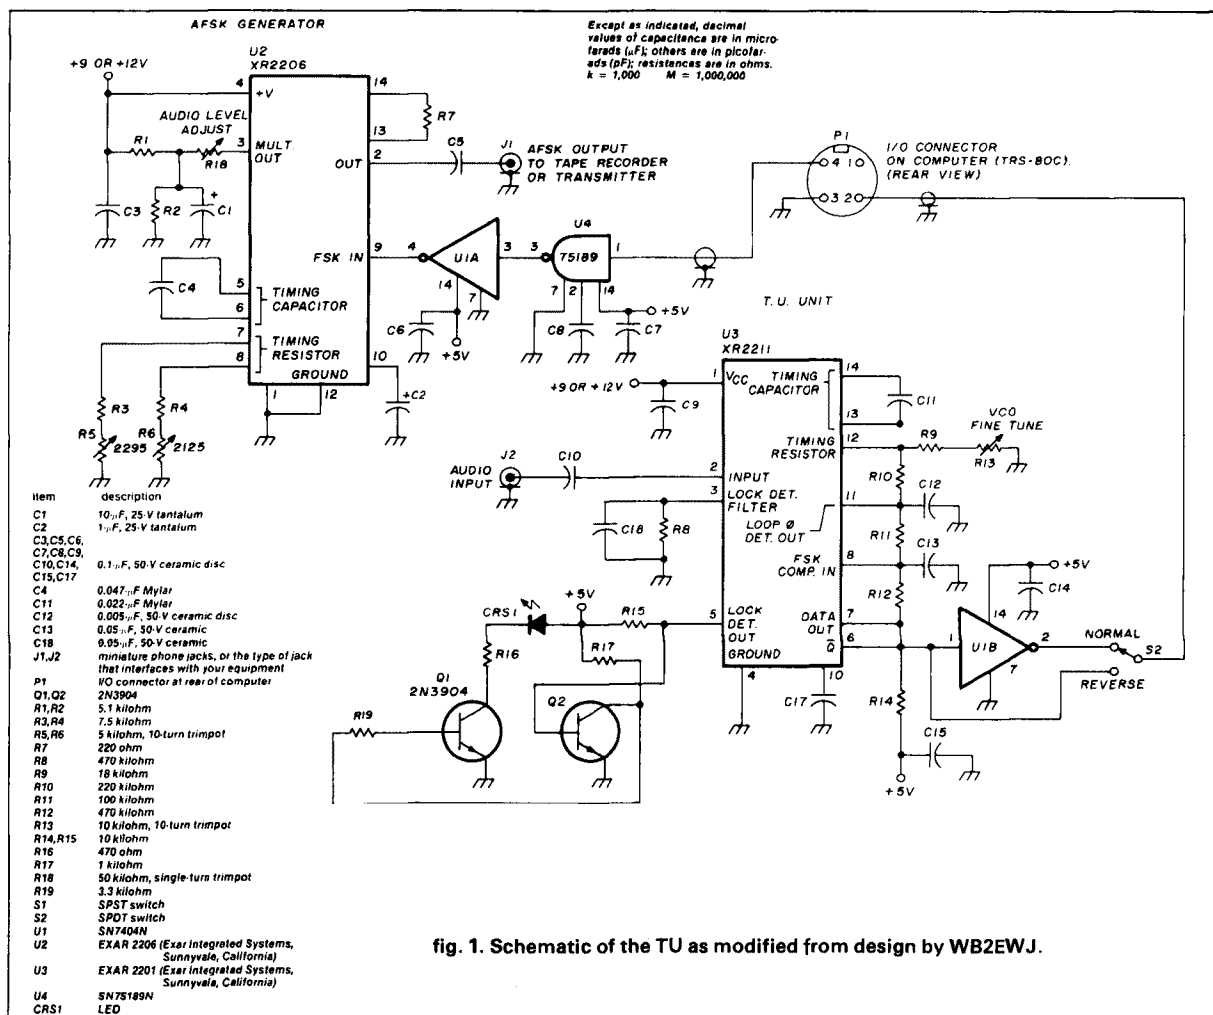 AFSK GENERATOR
Except as indicated, decimal
values of capacitance are in micro-
farads (µF); others are in picofar-
ads (pF); resistances are in ohms.
k = 1,000 M = 1,000,000
U2
XR2206
+9 OR +12V
4
+V
14
R7
13
AUDIO LEVEL
ADJUST
R1
R18
3
MULT.
OUT
OUT
2
C5
J1
AFSK OUTPUT
TO TAPE RECORDER
OR TRANSMITTER
C3
R2
+
C1
P1
4 1
3 2
I/O CONNECTOR
ON COMPUTER (TRS-80C).
(REAR VIEW)
FSK IN
9
4
U1A
3
14
7
C6
+5V
U4
3
75189
1
7
2
14
C8
C7
+5V
C4
5
6
TIMING
CAPACITOR
7
8
TIMING
RESISTOR
10
GROUND
1
12
+C2
R3
R4
R5
2295
R6
2125
T.U. UNIT
U3
XR2211
+9 OR +12V
1
VCC
C9
TIMING
CAPACITOR
14
13
C11
TIMING
RESISTOR
12
R9
VCO
FINE TUNE
R13
J2
AUDIO
INPUT
C10
2
INPUT
3
LOCK DET.
FILTER
C18
R8
R10
C12
11
LOOP Ø
DET. OUT
R11
C13
8
FSK
COMP. IN
R12
7
DATA
OUT
6
Q
+5V
C14
14
1
U1B
2
7
NORMAL
S2
REVERSE
10
C17
R14
C15
+5V
5
LOCK
DET.
OUT
GROUND
4
CRS1
+5V
R15
R16
R17
Q1
2N3904
Q2
R19
item description
C1 10-µF, 25-V tantalum
C2 1-µF, 25-V tantalum
C3,C5,C6,
C7,C8,C9,
C10,C14, 0.1-µF, 50-V ceramic disc
C15,C17
C4 0.047-µF Mylar
C11 0.022-µF Mylar
C12 0.005-µF, 50-V ceramic disc
C13 0.05-µF, 50-V ceramic
C18 0.05-µF, 50-V ceramic
J1,J2 miniature phone jacks, or the type of jack
that interfaces with your equipment
P1 I/O connector at rear of computer
Q1,Q2 2N3904
R1,R2 5.1 kilohm
R3,R4 7.5 kilohm
R5,R6 5 kilohm, 10-turn trimpot
R7 220 ohm
R8 470 kilohm
R9 18 kilohm
R10 220 kilohm
R11 100 kilohm
R12 470 kilohm
R13 10 kilohm, 10-turn trimpot
R14,R15 10 kilohm
R16 470 ohm
R17 1 kilohm
R18 50 kilohm, single-turn trimpot
R19 3.3 kilohm
S1 SPST switch
S2 SPDT switch
U1 SN7404N
U2 EXAR 2206 (Exar Integrated Systems,
Sunnyvale, California)
U3 EXAR 2201 (Exar Integrated Systems,
Sunnyvale, California)
U4 SN75189N
CRS1 LED
fig. 1. Schematic of the TU as modified from design by WB2EWJ.